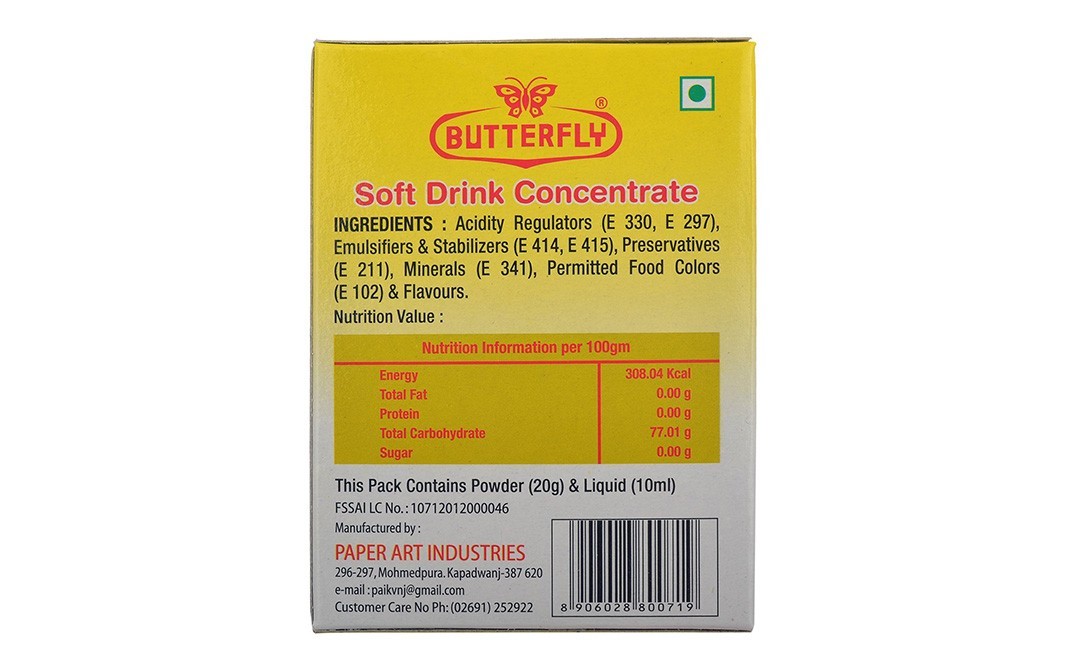 BUTTERFLY ®
Soft Drink Concentrate
INGREDIENTS : Acidity Regulators (E 330, E 297),
Emulsifiers & Stabilizers (E 414, E 415), Preservatives
(E 211), Minerals (E 341), Permitted Food Colors
(E 102) & Flavours.
Nutrition Value :
Nutrition Information per 100gm
Energy 308.04 Kcal
Total Fat 0.00 g
Protein 0.00 g
Total Carbohydrate 77.01 g
Sugar 0.00 g
This Pack Contains Powder (20g) & Liquid (10ml)
FSSAI LC No.: 10712012000046
Manufactured by :
PAPER ART INDUSTRIES
296-297, Mohmedpura. Kapadwanj-387 620
e-mail : paikvnj@gmail.com
Customer Care No Ph: (02691) 252922
8 906028 800719